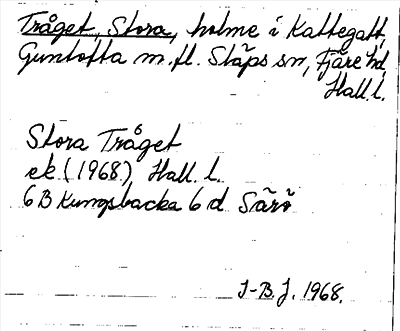 Tråget, Stora, holme i Kattegatt,
Guntofta m.fl. Släps sn, Fjäre hd,
Hall. l.
Stora Tråget
ek (1968) Hall. l.
6 B Kungsbacka 6 d Särö
J-B.J. 1968.